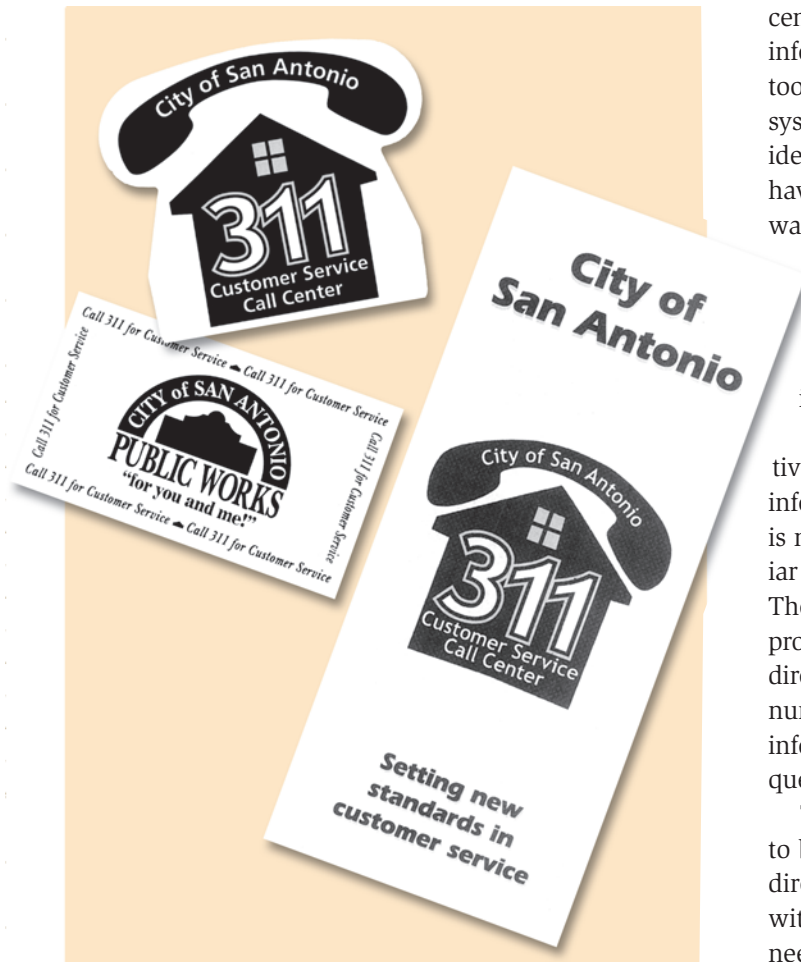 City of San Antonio
311
Customer Service
Call Center
Call 311 for Customer Service ☁ Call 311 for Customer Service
Call 311 for Customer Service
CITY of SAN ANTONIO
PUBLIC WORKS
"for you and me!"
Call 311 for Customer Service
Call 311 for Customer Service ☁ Call 311 for Customer Service
City of
San Antonio
City of San Antonio
311
Customer Service
Call Center
Setting new
standards in
customer service
cen
info
too
sys
ide
hav
wa
tiv
info
is
iar
The
pro
dire
nu
info
que
to
dire
wit
nee